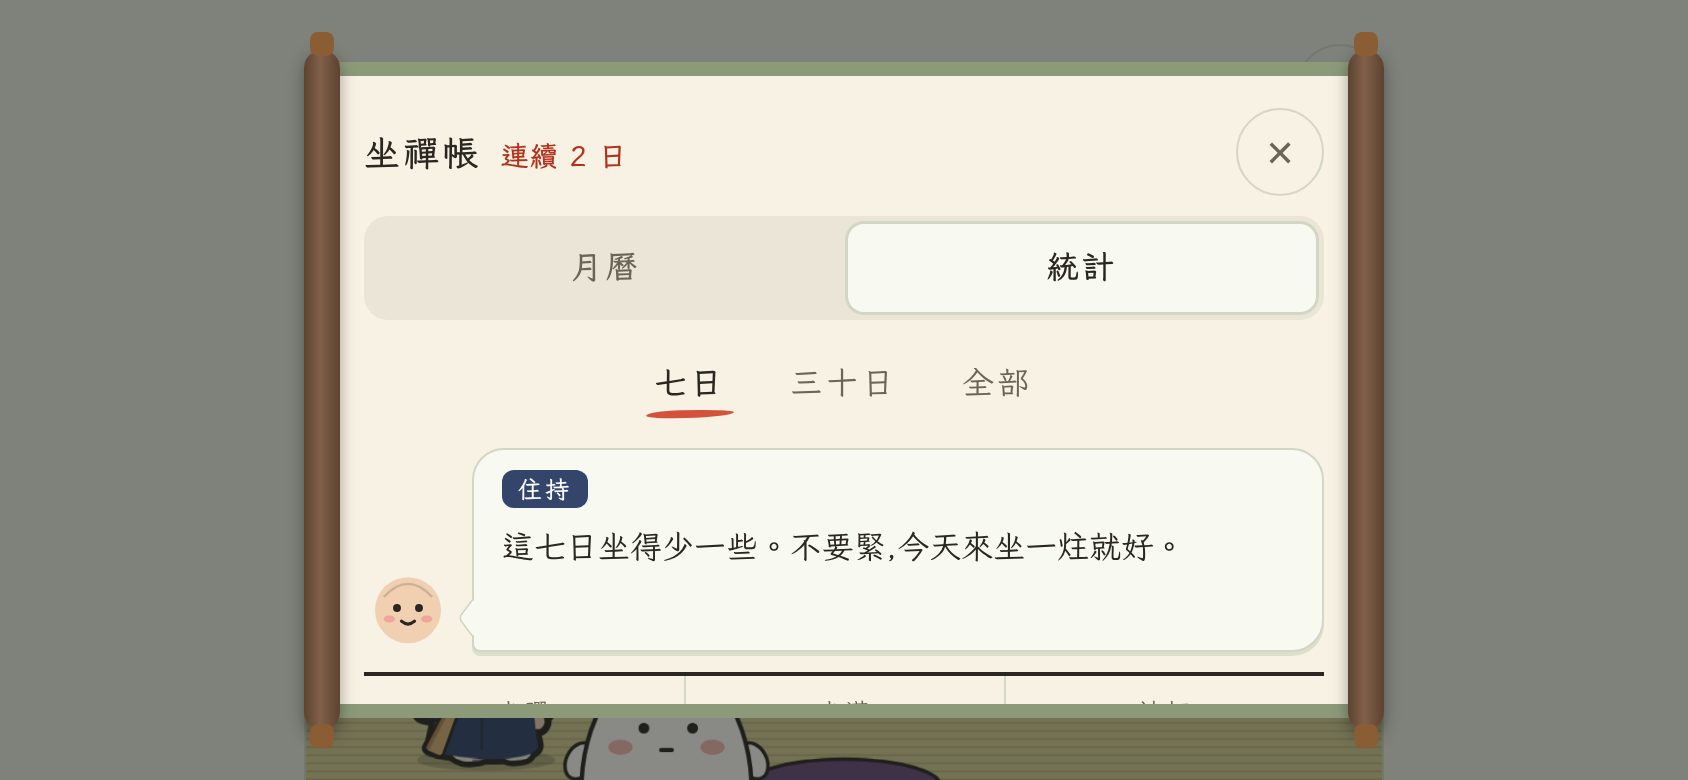 坐禪帳 連續 2 日
月曆 統計
七日 三十日 全部
住持
這七日坐得少一些。不要緊,今天來坐一炷就好。